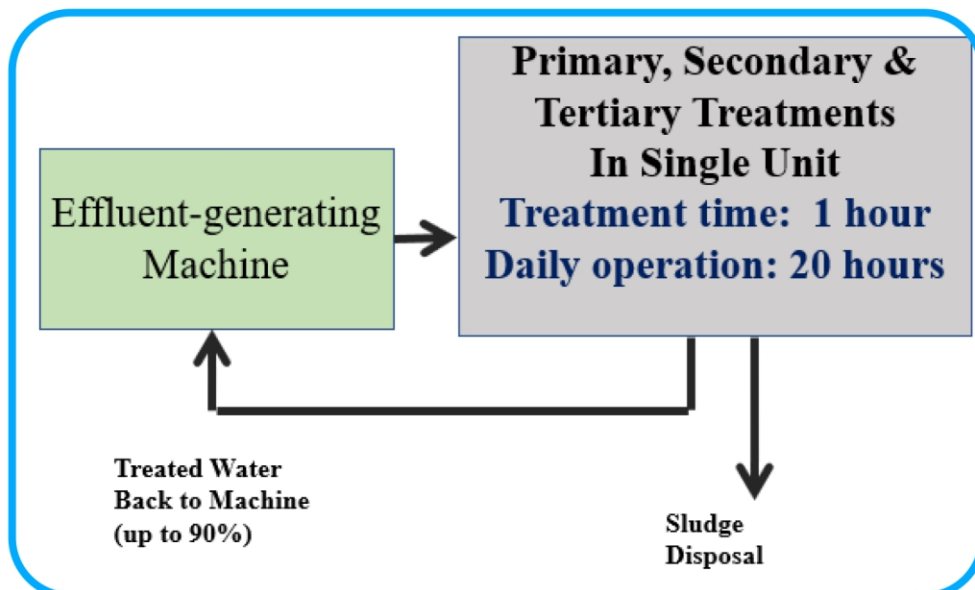 Primary, Secondary &
Tertiary Treatments
In Single Unit
Treatment time: 1 hour
Daily operation: 20 hours
Effluent-generating
Machine
Treated Water
Back to Machine
(up to 90%)
Sludge
Disposal